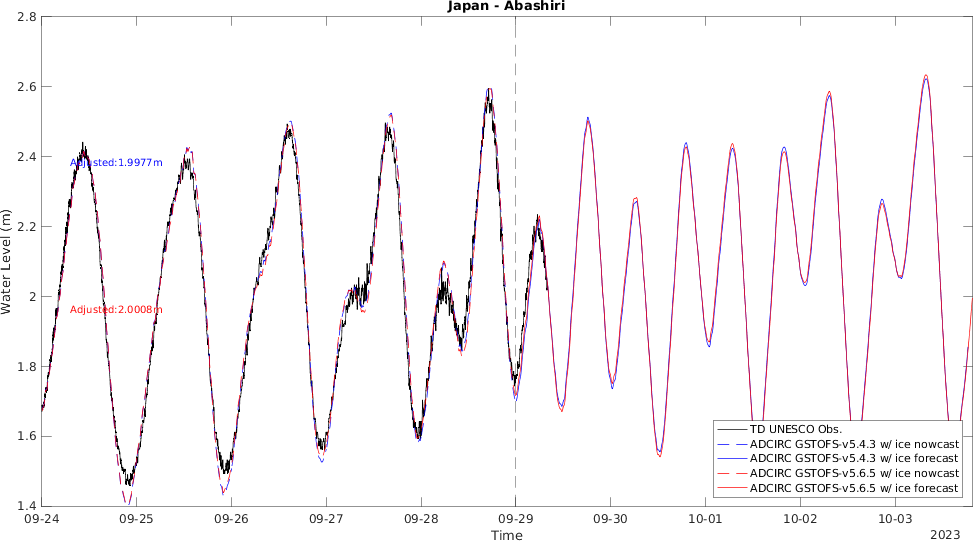 Japan - Abashiri
2.8
2.6
2.4
2.2
2
1.8
1.6
1.4
Water Level (m)
Adjusted:1.9977m
Adjusted:2.0008m
TD UNESCO Obs.
ADCIRC GSTOFS-v5.4.3 w/ ice nowcast
ADCIRC GSTOFS-v5.4.3 w/ ice forecast
ADCIRC GSTOFS-v5.6.5 w/ ice nowcast
ADCIRC GSTOFS-v5.6.5 w/ ice forecast
09-24 09-25 09-26 09-27 09-28 09-29 09-30 10-01 10-02 10-03
Time
2023